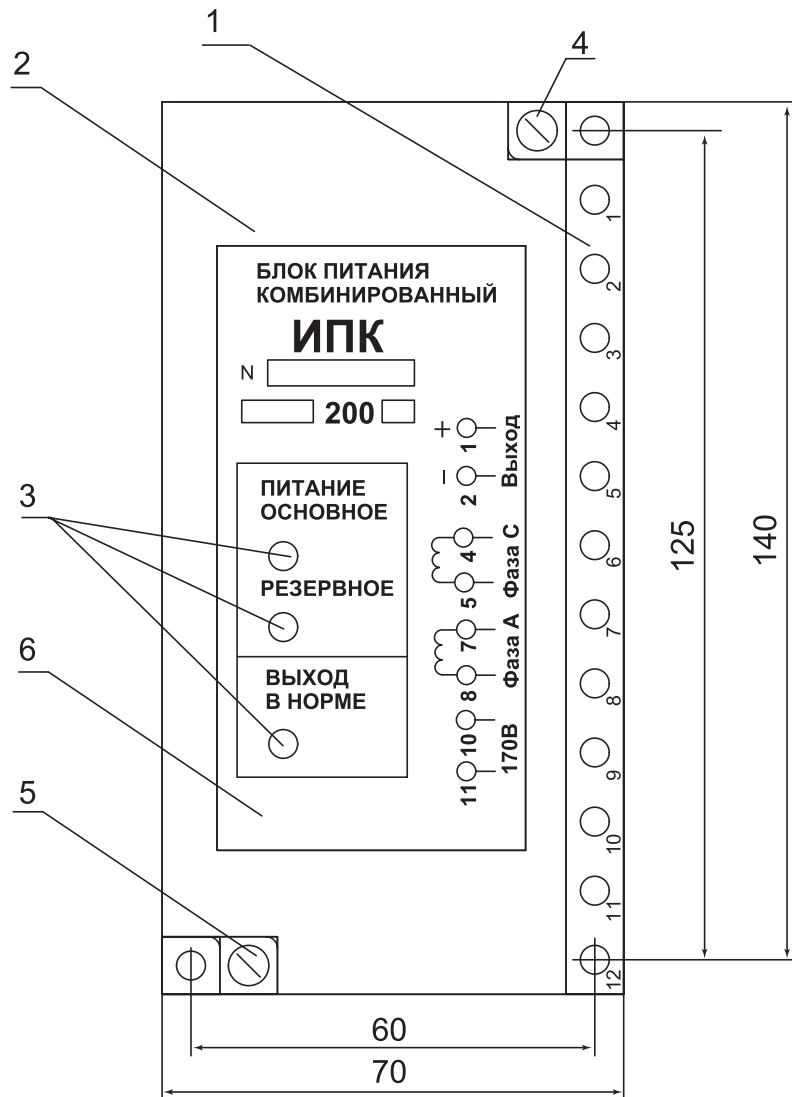 1
2
4
БЛОК ПИТАНИЯ
КОМБИНИРОВАННЫЙ
ИПК
N
200
+ 1
− 2
Выход
4
5
Фаза С
7
8
Фаза А
10
11
170В
3
ПИТАНИЕ
ОСНОВНОЕ
РЕЗЕРВНОЕ
6
ВЫХОД
В НОРМЕ
5
1
2
3
4
5
6
7
8
9
10
11
12
125
140
60
70